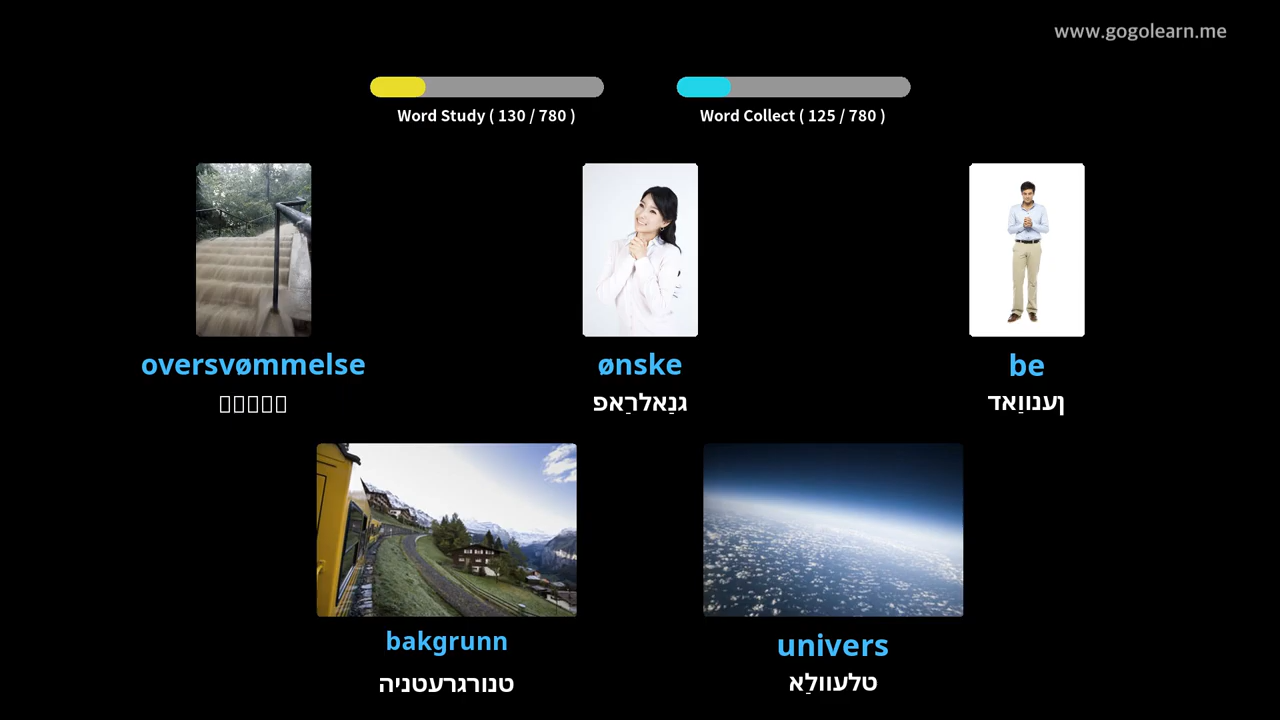 www.gogolearn.me
Word Study ( 130 / 780 )
Word Collect ( 125 / 780 )
oversvømmelse
ønske
גנַאלרַאפ
be
ןענווַאד
bakgrunn
טנורגרעטניה
univers
טלעוולַא